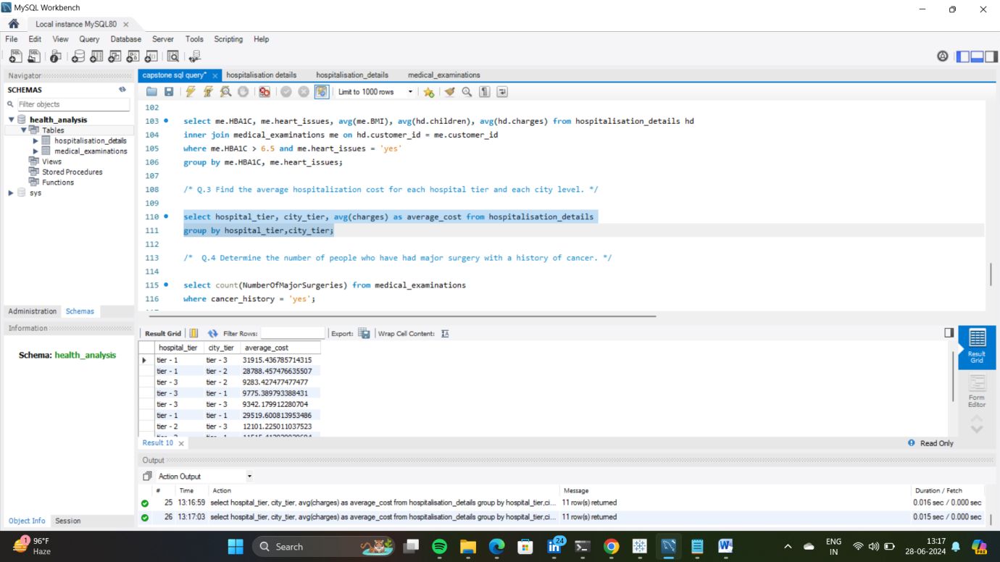 MySQL Workbench
Local instance MySQL80
File Edit View Query Database Server Tools Scripting Help
Navigator
SCHEMAS
Filter objects
health_analysis
Tables
hospitalisation_details
medical_examinations
Views
Stored Procedures
Functions
sys
Administration Schemas
Information
Schema: health_analysis
Object Info Session
capstone sql query* hospitalisation details hospitalisation_details medical_examinations
Limit to 1000 rows
102
103 select me.HBA1C, me.heart_issues, avg(me.BMI), avg(hd.children), avg(hd.charges) from hospitalisation_details hd
104 inner join medical_examinations me on hd.customer_id = me.customer_id
105 where me.HBA1C > 6.5 and me.heart_issues = 'yes'
106 group by me.HBA1C, me.heart_issues;
107
108 /* Q.3 Find the average hospitalization cost for each hospital tier and each city level. */
109
110 select hospital_tier, city_tier, avg(charges) as average_cost from hospitalisation_details
111 group by hospital_tier,city_tier;
112
113 /* Q.4 Determine the number of people who have had major surgery with a history of cancer. */
114
115 select count(NumberOfMajorSurgeries) from medical_examinations
116 where cancer_history = 'yes';
Result Grid Filter Rows: Export: Wrap Cell Content:
hospital_tier city_tier average_cost
tier - 1 tier - 3 31915.436785714315
tier - 1 tier - 2 28788.457476635507
tier - 3 tier - 2 9283.427477477477
tier - 3 tier - 1 9775.389793388431
tier - 3 tier - 3 9342.179912280704
tier - 1 tier - 1 29519.600813953486
tier - 2 tier - 3 12101.225011037523
Result Grid
Form Editor
Result 10
Read Only
Output
Action Output
# Time Action Message Duration / Fetch
25 13:16:59 select hospital_tier, city_tier, avg(charges) as average_cost from hospitalisation_details group by hospital_tier,ci... 11 row(s) returned 0.016 sec / 0.000 sec
26 13:17:03 select hospital_tier, city_tier, avg(charges) as average_cost from hospitalisation_details group by hospital_tier,ci... 11 row(s) returned 0.015 sec / 0.000 sec
1
96°F
Haze
Search
24
ENG
IN
13:17
28-06-2024
PRE